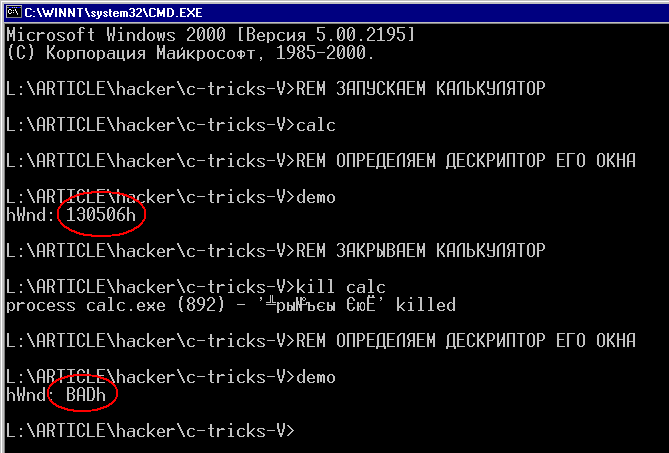 C:\WINNT\system32\CMD.EXE
Microsoft Windows 2000 [Версия 5.00.2195]
(C) Корпорация Майкрософт, 1985-2000.
L:\ARTICLE\hacker\c-tricks-V>REM ЗАПУСКАЕМ КАЛЬКУЛЯТОР
L:\ARTICLE\hacker\c-tricks-V>calc
L:\ARTICLE\hacker\c-tricks-V>REM ОПРЕДЕЛЯЕМ ДЕСКРИПТОР ЕГО ОКНА
L:\ARTICLE\hacker\c-tricks-V>demo
hWnd: 130506h
L:\ARTICLE\hacker\c-tricks-V>REM ЗАКРЫВАЕМ КАЛЬКУЛЯТОР
L:\ARTICLE\hacker\c-tricks-V>kill calc
process calc.exe (892) - '╩ры№ъєы Єюё' killed
L:\ARTICLE\hacker\c-tricks-V>REM ОПРЕДЕЛЯЕМ ДЕСКРИПТОР ЕГО ОКНА
L:\ARTICLE\hacker\c-tricks-V>demo
hWnd: BADh
L:\ARTICLE\hacker\c-tricks-V>